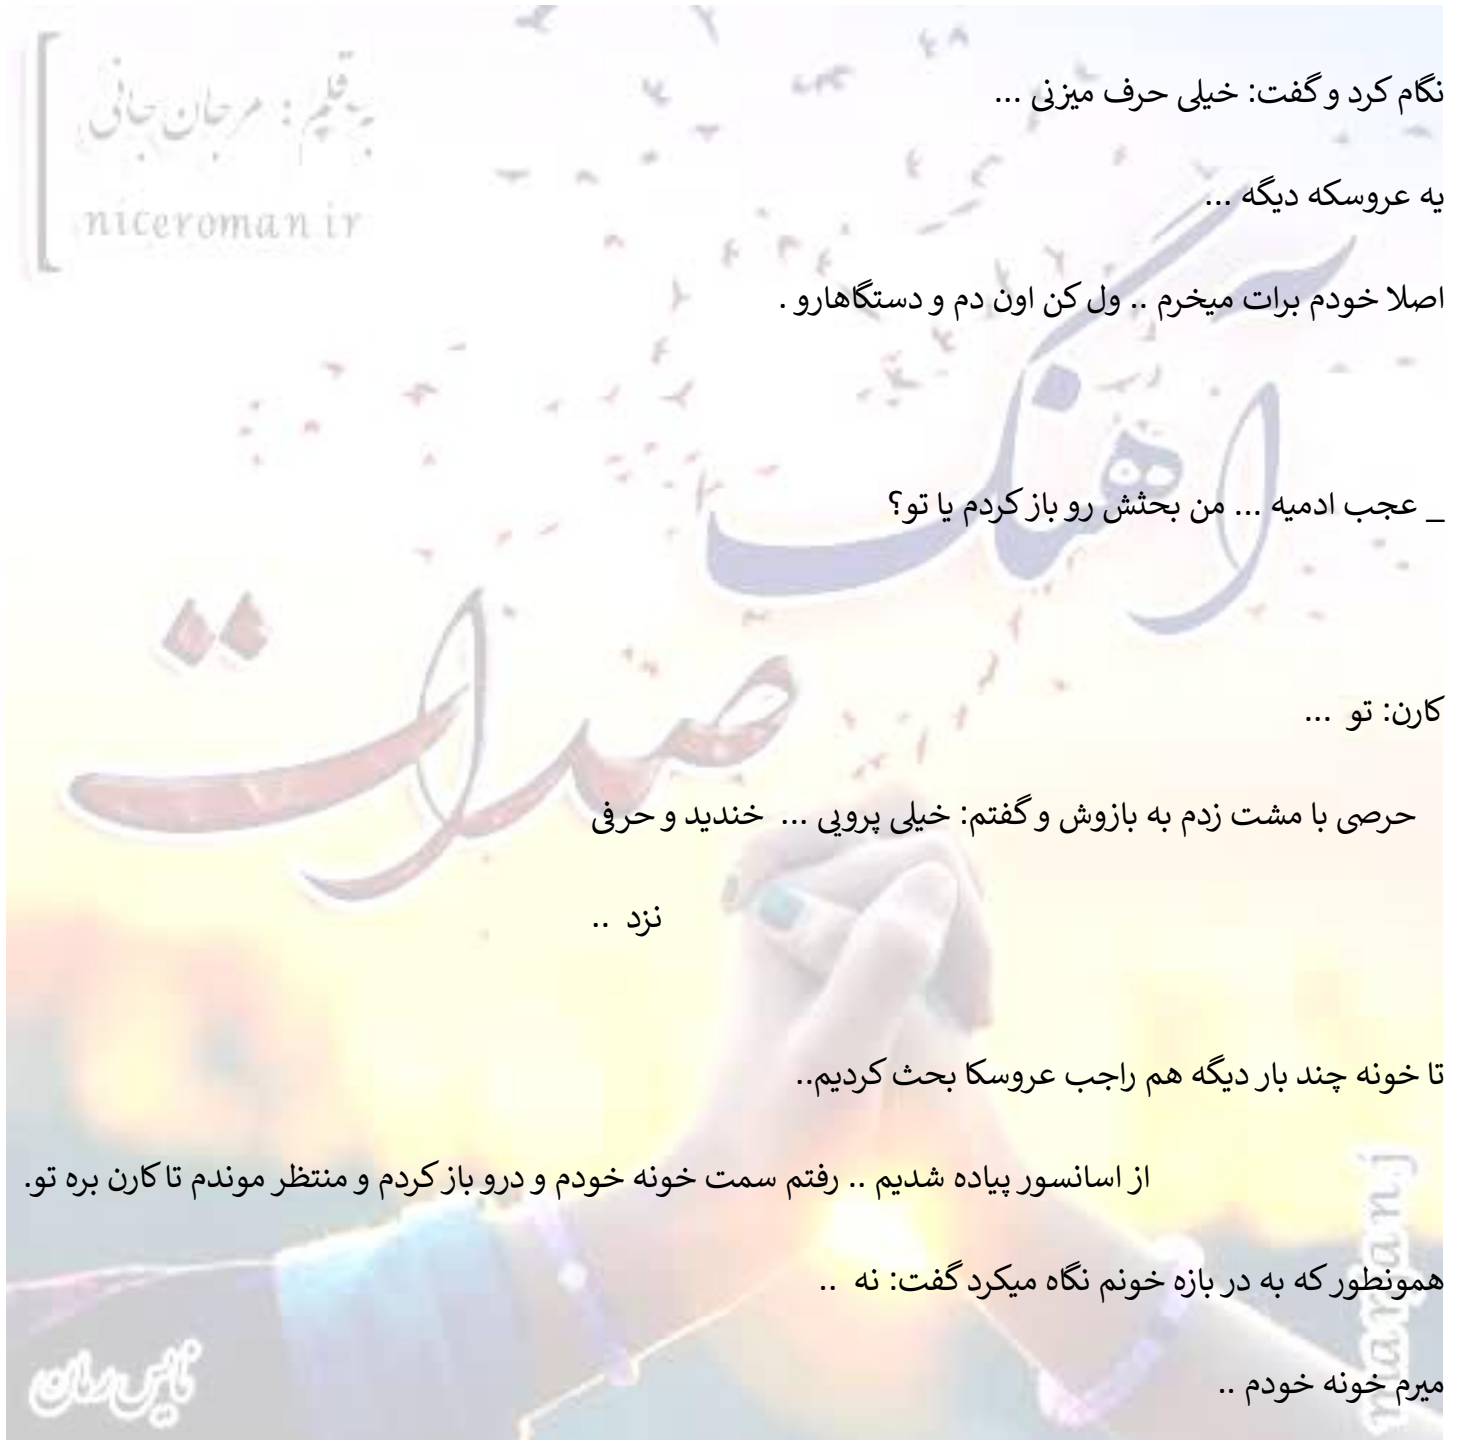 به قلم : مرجان جانی
niceroman.ir
نگام کرد و گفت: خیلی حرف میزنی ...
یه عروسکه دیگه ...
اصلا خودم برات میخرم .. ول کن اون دم و دستگاهارو .
آهنگ
_ عجب ادمیه ... من بحثش رو باز کردم یا تو؟
صدات
کارن: تو ...
حرصی با مشت زدم به بازوش و گفتم: خیلی پرویی ... خندید و حرفی
نزد ..
تا خونه چند بار دیگه هم راجب عروسکا بحث کردیم..
از اسانسور پیاده شدیم .. رفتم سمت خونه خودم و درو باز کردم و منتظر موندم تا کارن بره تو.
همونطور که به در بازه خونم نگاه میکرد گفت: نه ..
میرم خونه خودم ..
نایس رمان
marjan.j